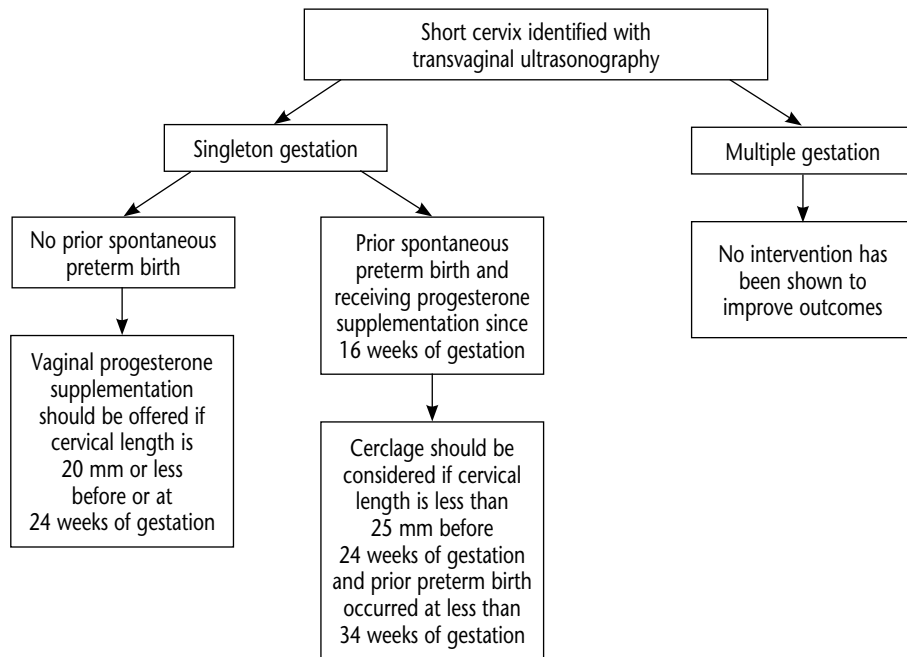 Short cervix identified with
transvaginal ultrasonography
Singleton gestation
Multiple gestation
No prior spontaneous
preterm birth
Prior spontaneous
preterm birth and
receiving progesterone
supplementation since
16 weeks of gestation
No intervention has
been shown to
improve outcomes
Vaginal progesterone
supplementation
should be offered if
cervical length is
20 mm or less
before or at
24 weeks of gestation
Cerclage should be
considered if cervical
length is less than
25 mm before
24 weeks of gestation
and prior preterm birth
occurred at less than
34 weeks of gestation